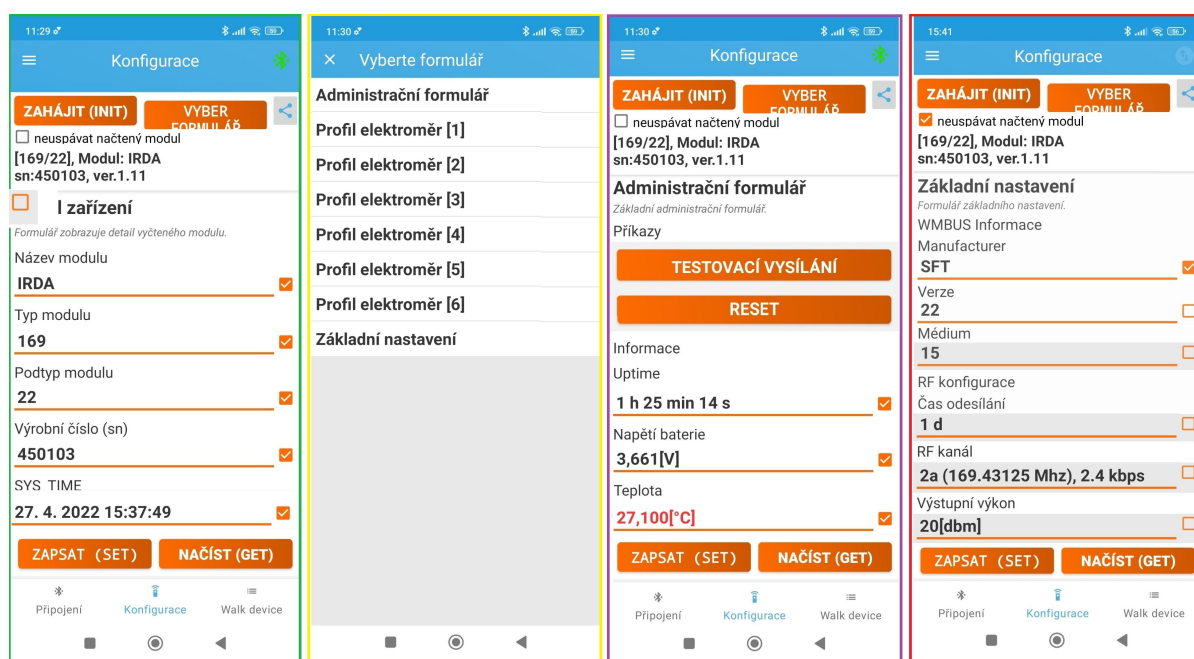 11:29
59
Konfigurace
ZAHÁJIT (INIT)
VYBER
FORMULÁŘ
neuspávat načtený modul
[169/22], Modul: IRDA
sn:450103, ver.1.11
l zařízení
Formulář zobrazuje detail vyčteného modulu.
Název modulu
IRDA
Typ modulu
169
Podtyp modulu
22
Výrobní číslo (sn)
450103
SYS_TIME
27. 4. 2022 15:37:49
ZAPSAT (SET)
NAČÍST (GET)
Připojení
Konfigurace
Walk device
11:30
59
Vyberte formulář
Administrační formulář
Profil elektroměr [1]
Profil elektroměr [2]
Profil elektroměr [3]
Profil elektroměr [4]
Profil elektroměr [5]
Profil elektroměr [6]
Základní nastavení
11:30
59
Konfigurace
ZAHÁJIT (INIT)
VYBER
FORMULÁŘ
neuspávat načtený modul
[169/22], Modul: IRDA
sn:450103, ver.1.11
Administrační formulář
Základní administrační formulář.
Příkazy
TESTOVACÍ VYSÍLÁNÍ
RESET
Informace
Uptime
1 h 25 min 14 s
Napětí baterie
3,661[V]
Teplota
27,100[°C]
ZAPSAT (SET)
NAČÍST (GET)
Připojení
Konfigurace
Walk device
15:41
Konfigurace
ZAHÁJIT (INIT)
VYBER
FORMULÁŘ
neuspávat načtený modul
[169/22], Modul: IRDA
sn:450103, ver.1.11
Základní nastavení
Formulář základního nastavení.
WMBUS Informace
Manufacturer
SFT
Verze
22
Médium
15
RF konfigurace
Čas odesílání
1 d
RF kanál
2a (169.43125 Mhz), 2.4 kbps
Výstupní výkon
20[dbm]
ZAPSAT (SET)
NAČÍST (GET)
Připojení
Konfigurace
Walk device